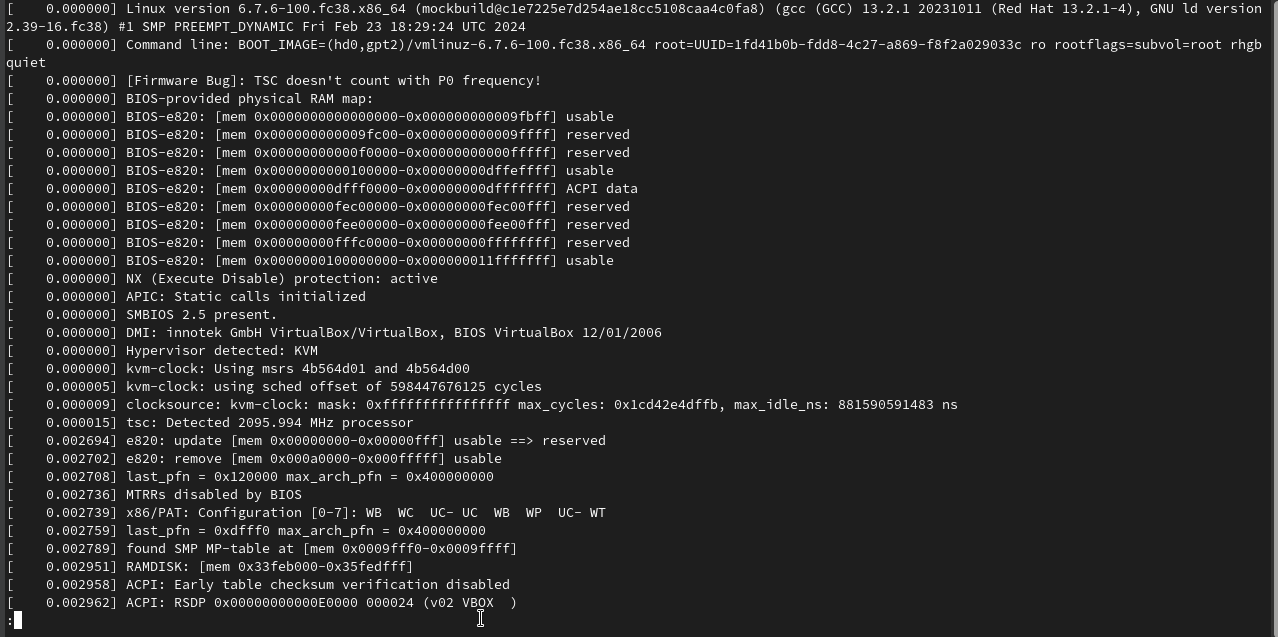 [    0.000000] Linux version 6.7.6-100.fc38.x86_64 (mockbuild@c1e7225e7d254ae18cc5108caa4c0fa8) (gcc (GCC) 13.2.1 20231011 (Red Hat 13.2.1-4), GNU ld version
2.39-16.fc38) #1 SMP PREEMPT_DYNAMIC Fri Feb 23 18:29:24 UTC 2024
[    0.000000] Command line: BOOT_IMAGE=(hd0,gpt2)/vmlinuz-6.7.6-100.fc38.x86_64 root=UUID=1fd41b0b-fdd8-4c27-a869-f8f2a029033c ro rootflags=subvol=root rhgb
quiet
[    0.000000] [Firmware Bug]: TSC doesn't count with P0 frequency!
[    0.000000] BIOS-provided physical RAM map:
[    0.000000] BIOS-e820: [mem 0x0000000000000000-0x000000000009fbff] usable
[    0.000000] BIOS-e820: [mem 0x000000000009fc00-0x000000000009ffff] reserved
[    0.000000] BIOS-e820: [mem 0x00000000000f0000-0x00000000000fffff] reserved
[    0.000000] BIOS-e820: [mem 0x0000000000100000-0x00000000dffeffff] usable
[    0.000000] BIOS-e820: [mem 0x00000000dfff0000-0x00000000dfffffff] ACPI data
[    0.000000] BIOS-e820: [mem 0x00000000fec00000-0x00000000fec00fff] reserved
[    0.000000] BIOS-e820: [mem 0x00000000fee00000-0x00000000fee00fff] reserved
[    0.000000] BIOS-e820: [mem 0x00000000fffc0000-0x00000000ffffffff] reserved
[    0.000000] BIOS-e820: [mem 0x0000000100000000-0x000000011fffffff] usable
[    0.000000] NX (Execute Disable) protection: active
[    0.000000] APIC: Static calls initialized
[    0.000000] SMBIOS 2.5 present.
[    0.000000] DMI: innotek GmbH VirtualBox/VirtualBox, BIOS VirtualBox 12/01/2006
[    0.000000] Hypervisor detected: KVM
[    0.000000] kvm-clock: Using msrs 4b564d01 and 4b564d00
[    0.000005] kvm-clock: using sched offset of 598447676125 cycles
[    0.000009] clocksource: kvm-clock: mask: 0xffffffffffffffff max_cycles: 0x1cd42e4dffb, max_idle_ns: 881590591483 ns
[    0.000015] tsc: Detected 2095.994 MHz processor
[    0.002694] e820: update [mem 0x00000000-0x00000fff] usable ==> reserved
[    0.002702] e820: remove [mem 0x000a0000-0x000fffff] usable
[    0.002708] last_pfn = 0x120000 max_arch_pfn = 0x400000000
[    0.002736] MTRRs disabled by BIOS
[    0.002739] x86/PAT: Configuration [0-7]: WB  WC  UC- UC  WB  WP  UC- WT
[    0.002759] last_pfn = 0xdfff0 max_arch_pfn = 0x400000000
[    0.002789] found SMP MP-table at [mem 0x0009fff0-0x0009ffff]
[    0.002951] RAMDISK: [mem 0x33feb000-0x35fedfff]
[    0.002958] ACPI: Early table checksum verification disabled
[    0.002962] ACPI: RSDP 0x00000000000E0000 000024 (v02 VBOX  )
: